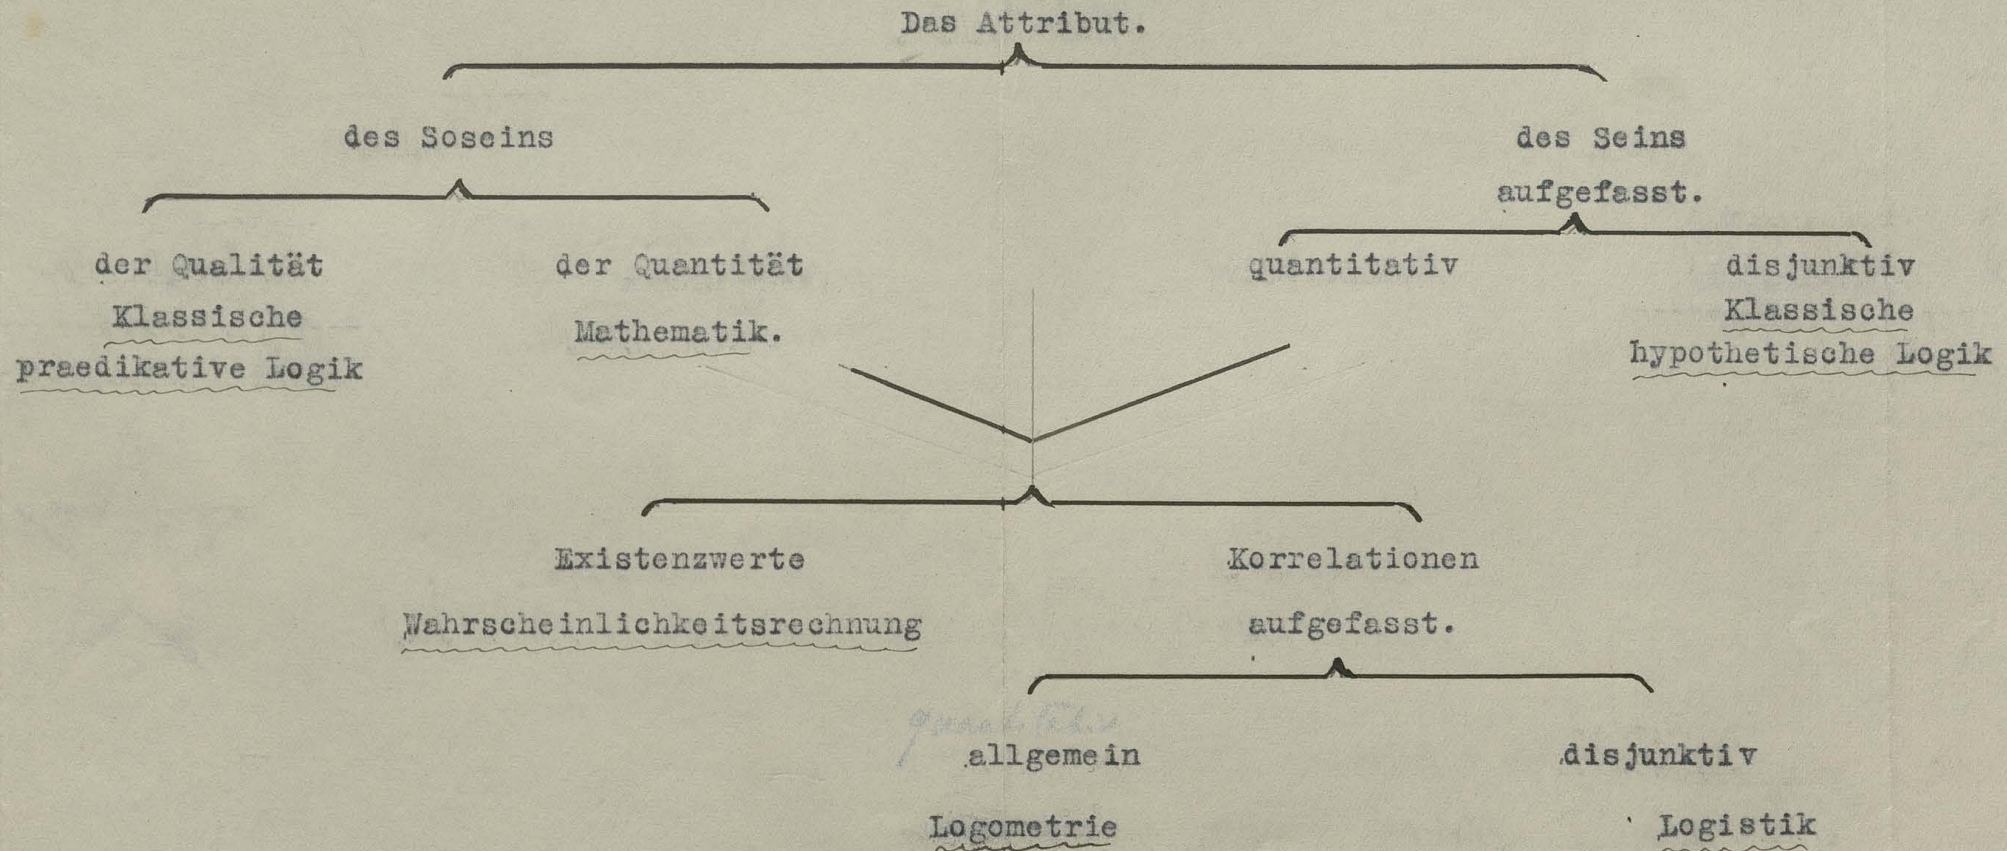 Das Attribut.
des Soseins
des Seins
aufgefasst.
der Qualität
der Quantität
quantitativ
disjunktiv
Klassische
praedikative Logik
Mathematik.
Klassische
hypothetische Logik
Existenzwerte
Korrelationen
Wahrscheinlichkeitsrechnung
aufgefasst.
quantitativ
allgemein
disjunktiv
Logometrie
Logistik